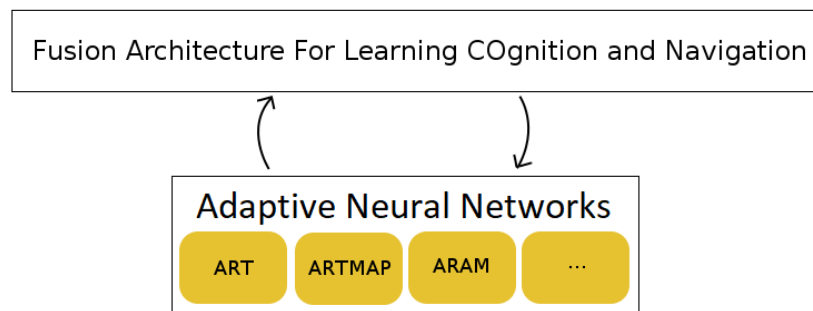 Fusion Architecture For Learning COgnition and Navigation
Adaptive Neural Networks
ART ARTMAP ARAM ...